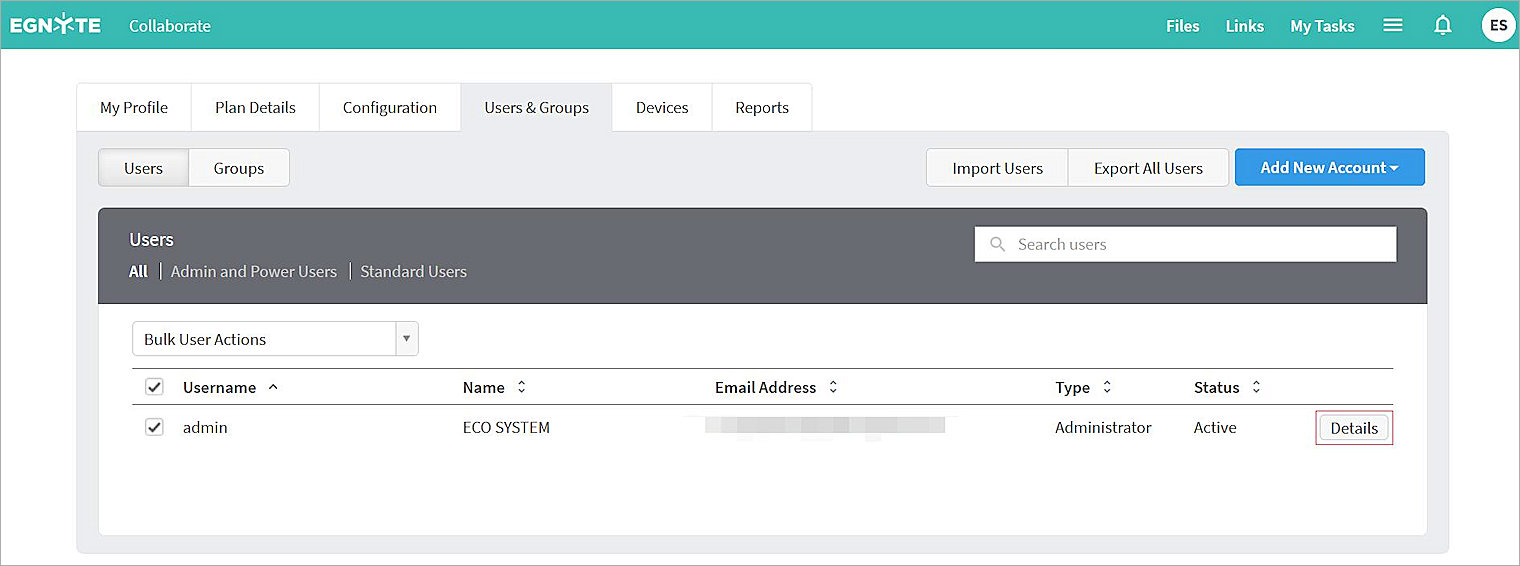 EGNYTE Collaborate Files Links My Tasks ES
My Profile Plan Details Configuration Users & Groups Devices Reports
Users Groups Import Users Export All Users Add New Account
Users
Search users
All | Admin and Power Users | Standard Users
Bulk User Actions
Username Name Email Address Type Status
admin ECO SYSTEM Administrator Active Details